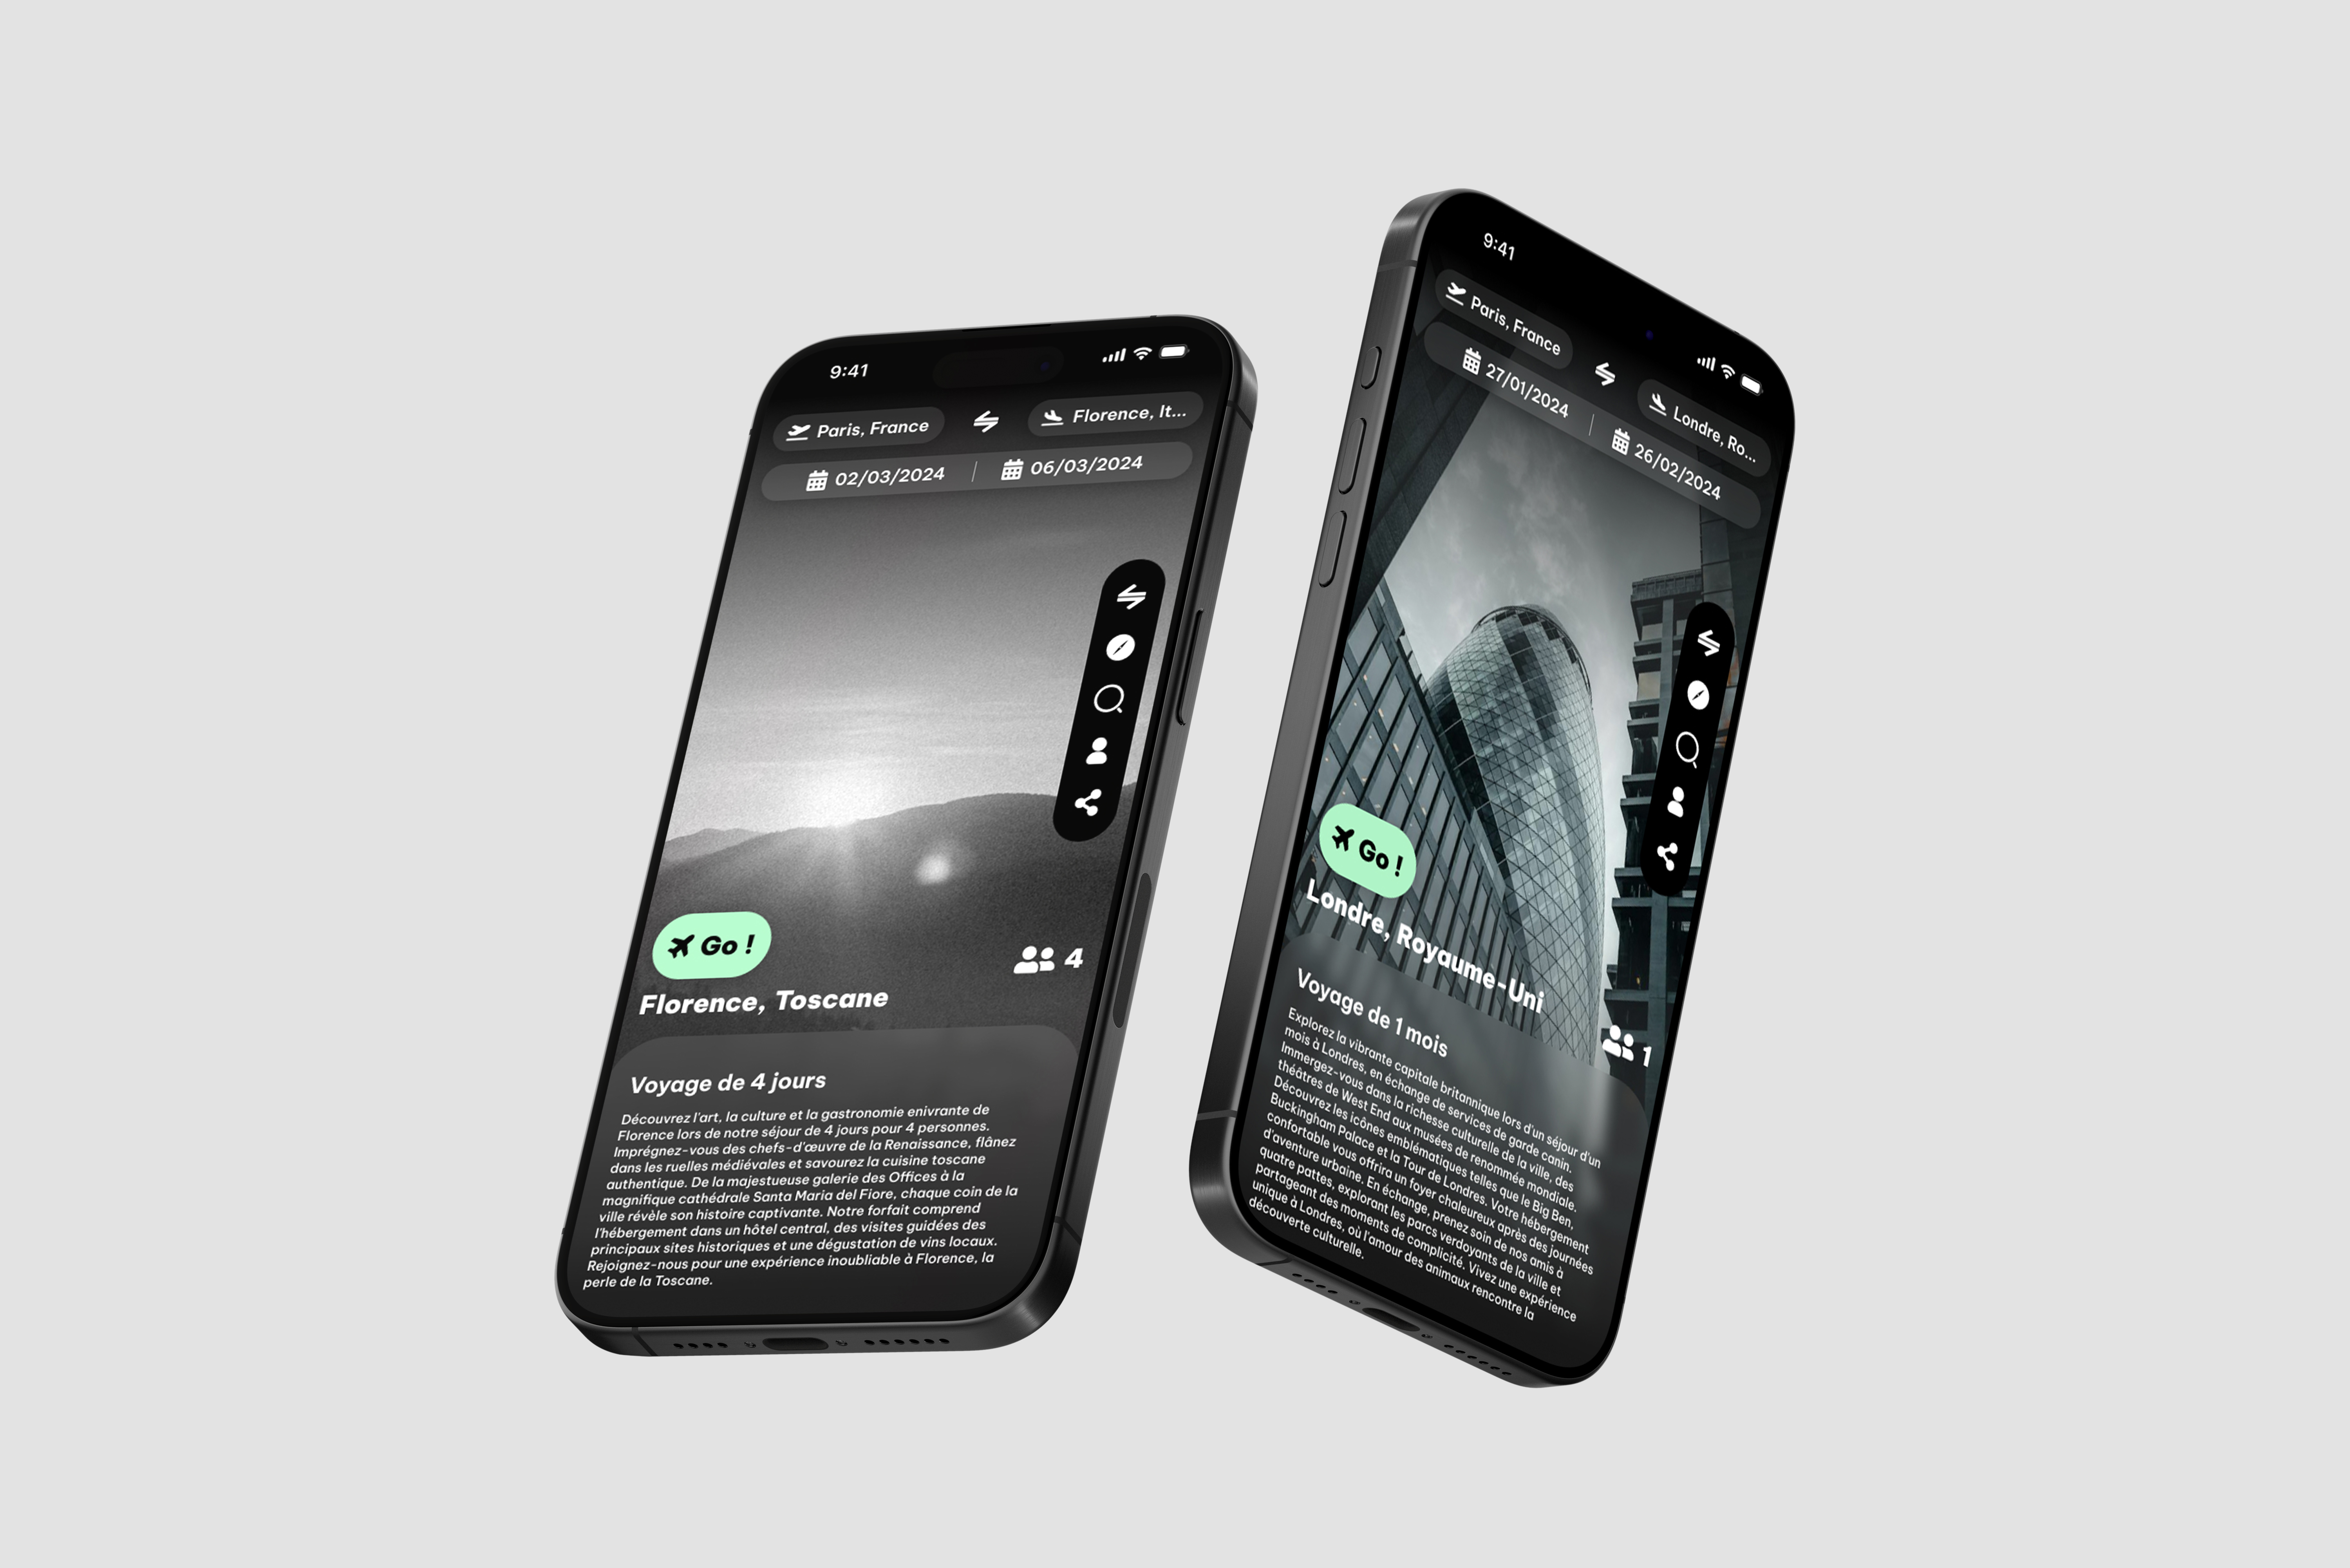 9:41
Paris, France
Florence, It...
02/03/2024
06/03/2024
Go !
4
Florence, Toscane
Voyage de 4 jours
Découvrez l'art, la culture et la gastronomie enivrante de
Florence lors de notre séjour de 4 jours pour 4 personnes.
Imprégnez-vous des chefs-d'œuvre de la Renaissance, flânez
dans les ruelles médiévales et savourez la cuisine toscane
authentique. De la majestueuse galerie des Offices à la
magnifique cathédrale Santa Maria del Fiore, chaque coin de la
ville révèle son histoire captivante. Notre forfait comprend
l'hébergement dans un hôtel central, des visites guidées des
principaux sites historiques et une dégustation de vins locaux.
Rejoignez-nous pour une expérience inoubliable à Florence, la
perle de la Toscane.
9:41
Paris, France
Londre, Ro...
27/01/2024
26/02/2024
Go !
Londre, Royaume-Uni
1
Voyage de 1 mois
Explorez la vibrante capitale britannique lors d'un séjour d'un
mois à Londres, en échange de services de garde canin.
Immergez-vous dans la richesse culturelle de la ville, des
théâtres de West End aux musées de renommée mondiale.
Découvrez les icônes emblématiques telles que le Big Ben,
Buckingham Palace et la Tour de Londres. Votre hébergement
confortable vous offrira un foyer chaleureux après des journées
d'aventure urbaine. En échange, prenez soin de nos amis à
quatre pattes, explorant les parcs verdoyants de la ville et
partageant des moments de complicité. Vivez une expérience
unique à Londres, où l'amour des animaux rencontre la
découverte culturelle.